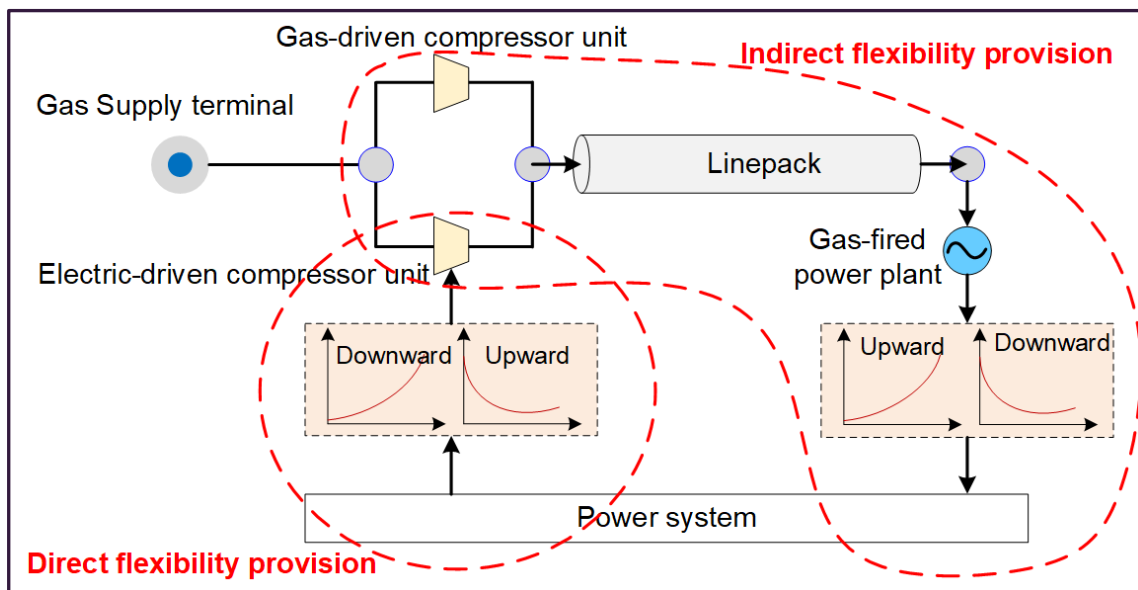 Gas-driven compressor unit
Indirect flexibility provision
Gas Supply terminal
Linepack
Gas-fired
power plant
Electric-driven compressor unit
Downward
Upward
Upward
Downward
Power system
Direct flexibility provision